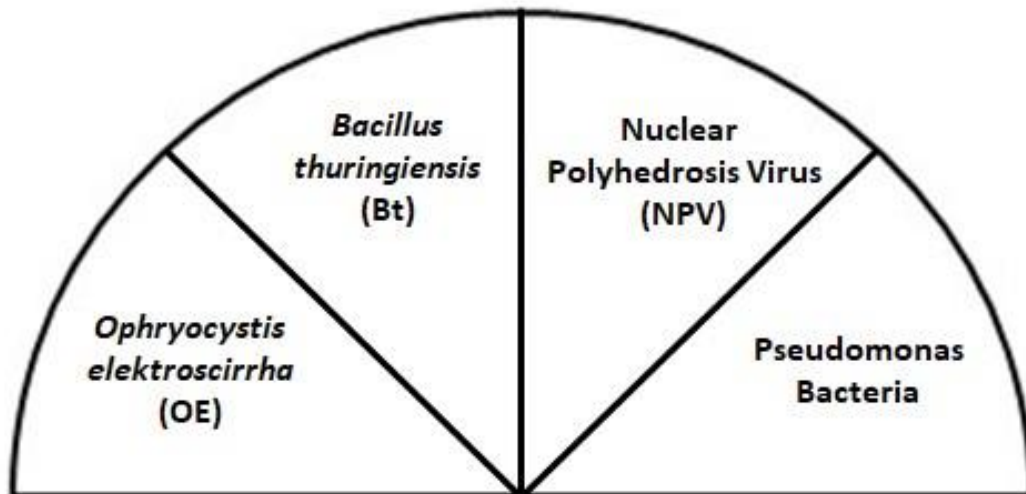 Bacillus
thuringiensis
(Bt)
Nuclear
Polyhedrosis Virus
(NPV)
Ophryocystis
elektroscirrha
(OE)
Pseudomonas
Bacteria